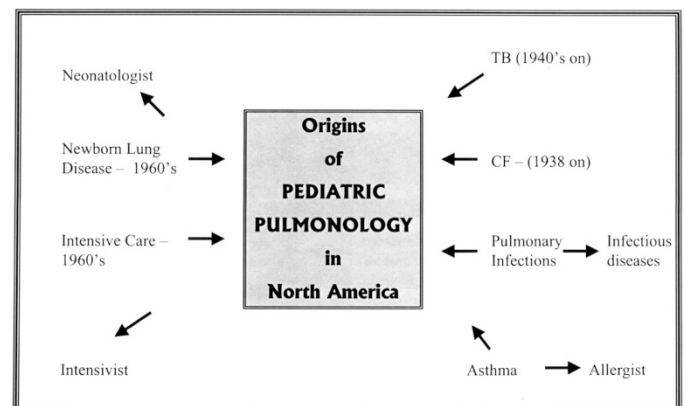 Neonatologist
Newborn Lung
Disease – 1960's
Intensive Care –
1960's
Intensivist
Origins
of
PEDIATRIC
PULMONOLOGY
in
North America
TB (1940's on)
CF – (1938 on)
Pulmonary
Infections
Infectious
diseases
Asthma
Allergist